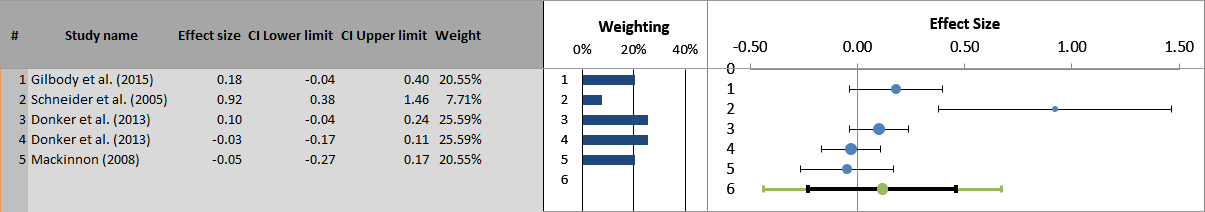 # Study name Effect size CI Lower limit CI Upper limit Weight
1 Gilbody et al. (2015) 0.18 -0.04 0.40 20.55%
2 Schneider et al. (2005) 0.92 0.38 1.46 7.71%
3 Donker et al. (2013) 0.10 -0.04 0.24 25.59%
4 Donker et al. (2013) -0.03 -0.17 0.11 25.59%
5 Mackinnon (2008) -0.05 -0.27 0.17 20.55%
Weighting
0% 20% 40%
1
2
3
4
5
6
Effect Size
-0.50 0.00 0.50 1.00 1.50
0
1
2
3
4
5
6